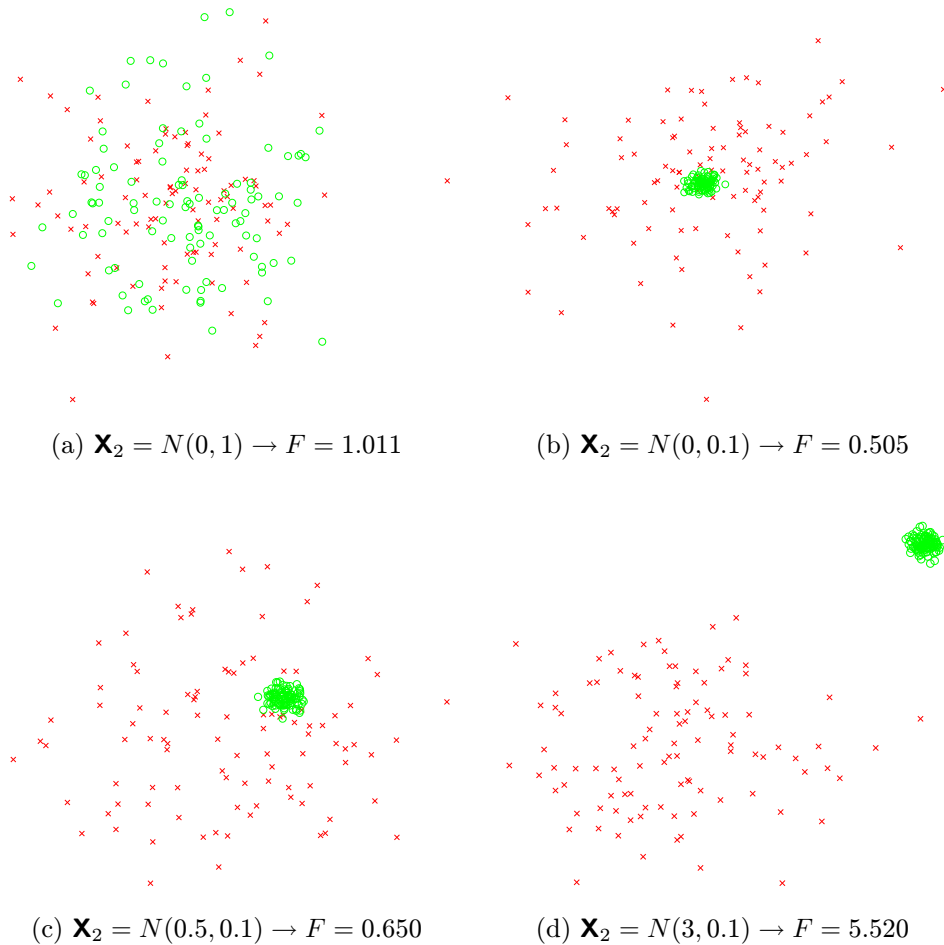 (a) 𝗫₂ = N(0, 1) → F = 1.011
(b) 𝗫₂ = N(0, 0.1) → F = 0.505
(c) 𝗫₂ = N(0.5, 0.1) → F = 0.650
(d) 𝗫₂ = N(3, 0.1) → F = 5.520